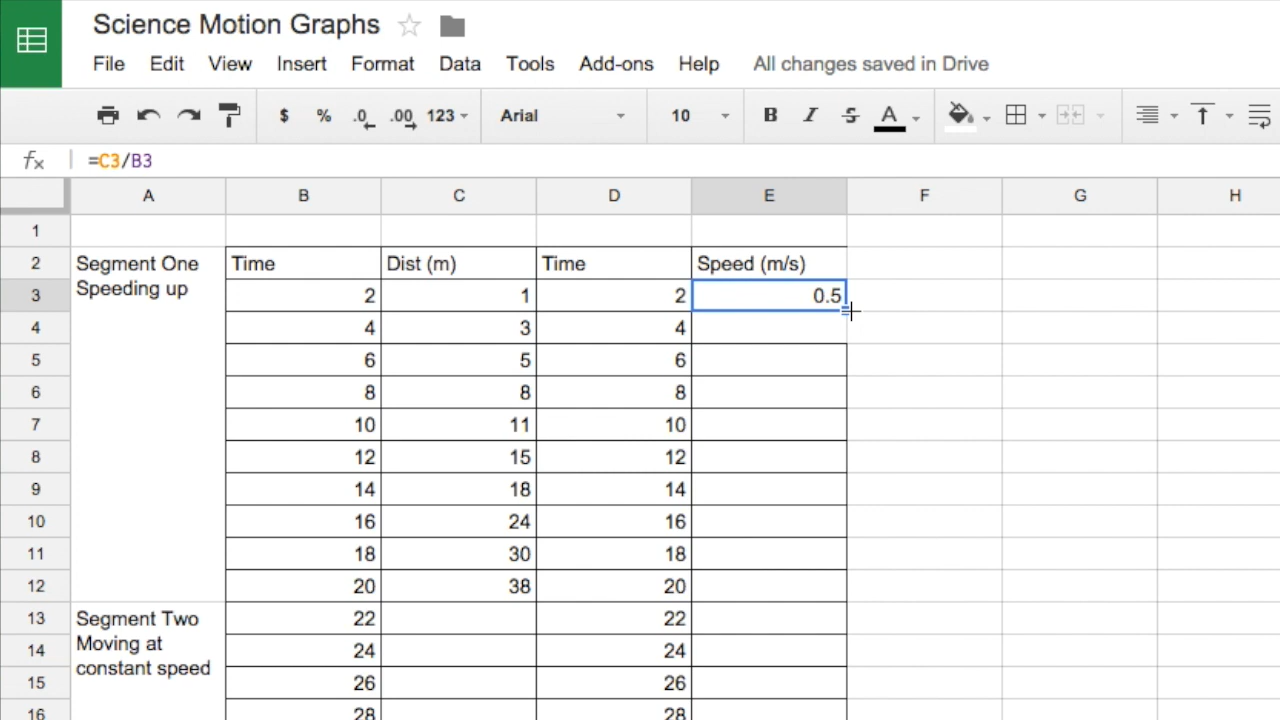 Science Motion Graphs
File Edit View Insert Format Data Tools Add-ons Help All changes saved in Drive
$ % .0 .00 123 Arial 10 B I S A
fx =C3/B3
A B C D E F G H
1
2 Segment One Time Dist (m) Time Speed (m/s)
Speeding up
3 2 1 2 0.5
4 4 3 4
5 6 5 6
6 8 8 8
7 10 11 10
8 12 15 12
9 14 18 14
10 16 24 16
11 18 30 18
12 20 38 20
13 Segment Two 22 22
Moving at
14 24 24
constant speed
15 26 26
16 28 28